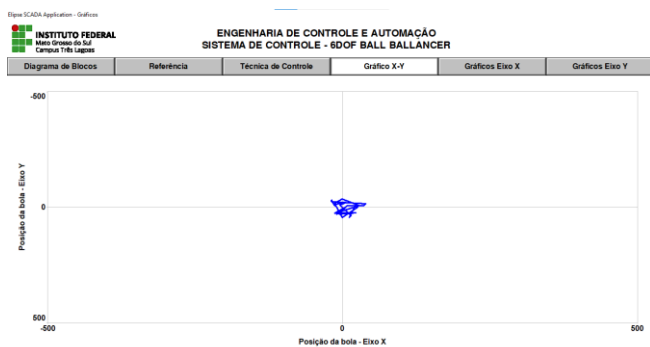 Elipse SCADA Application - Gráficos
INSTITUTO FEDERAL
Mato Grosso do Sul
Campus Três Lagoas
ENGENHARIA DE CONTROLE E AUTOMAÇÃO
SISTEMA DE CONTROLE - 6DOF BALL BALLANCER
Diagrama de Blocos
Referência
Técnica de Controle
Gráfico X-Y
Gráficos Eixo X
Gráficos Eixo Y
-500
Posição da bola - Eixo Y
0
500
-500
0
500
Posição da bola - Eixo X